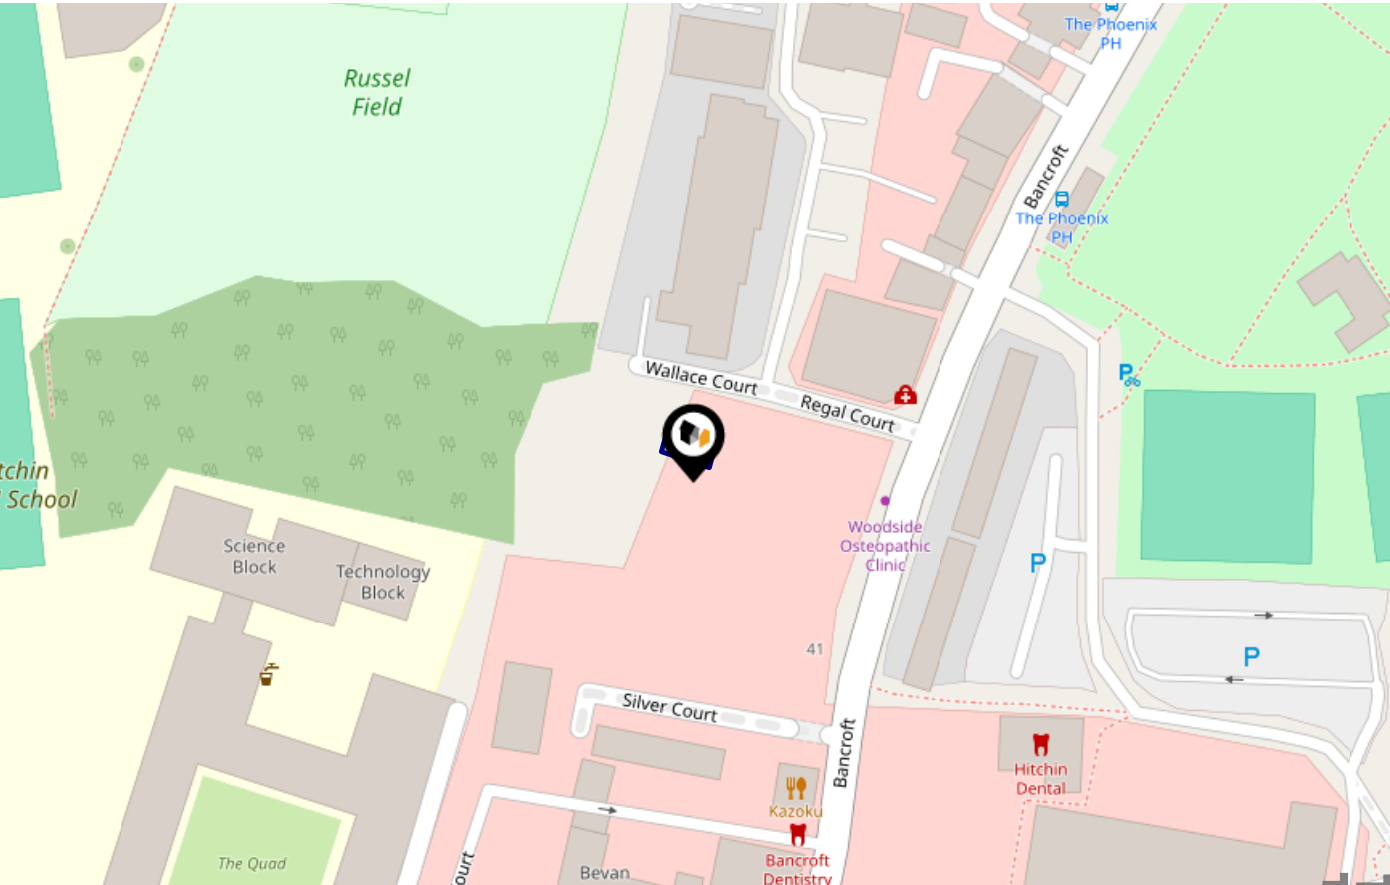 The Phoenix
PH
Russel
Field
Bancroft
The Phoenix
PH
Wallace Court
Regal Court
P
tchin
School
Woodside
Osteopathic
Clinic
Science
Block
Technology
Block
P
41
P
Silver Court
Bancroft
Hitchin
Dental
Kazoku
Bancroft
Dentistry
The Quad
ourt
Bevan